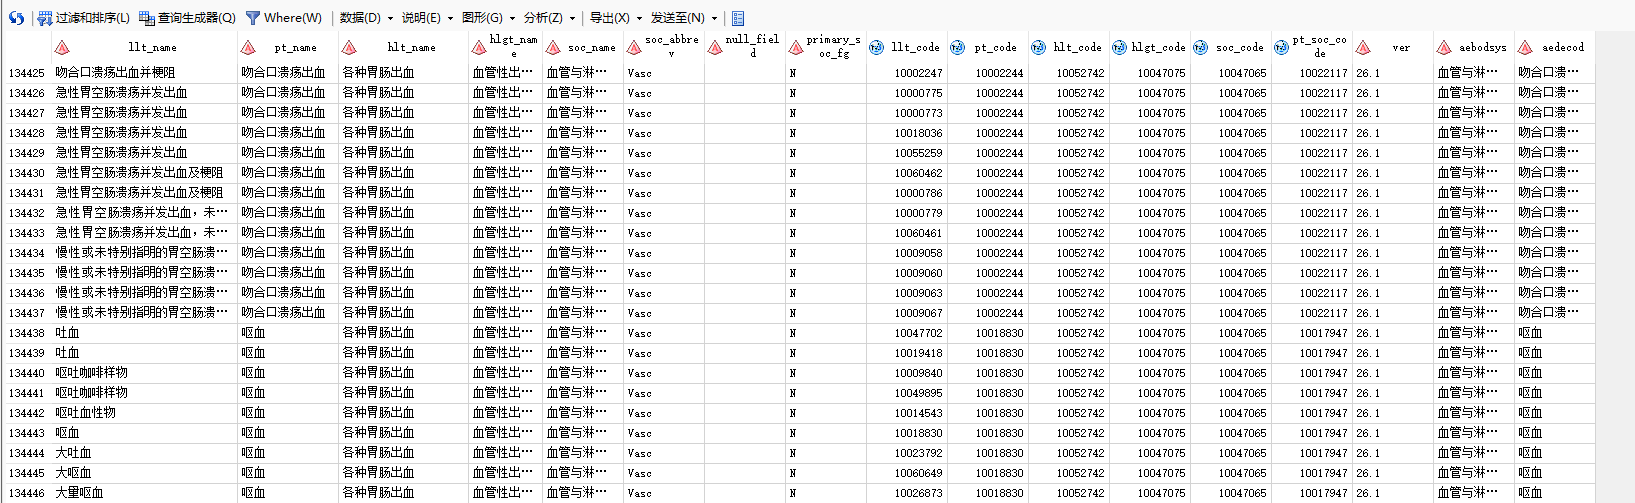 过滤和排序(L) 查询生成器(Q) Where(W) 数据(D) 说明(E) 图形(G) 分析(Z) 导出(X) 发送至(N)
llt_name pt_name hlt_name hlgt_name soc_name soc_abbrev null_field primary_soc_fg llt_code pt_code hlt_code hlgt_code soc_code pt_soc_code ver aebodsys aedecod
134425 吻合口溃疡出血并梗阻 吻合口溃疡出血 各种胃肠出血 血管性出… 血管与淋… Vasc N 10002247 10002244 10052742 10047075 10047065 10022117 26.1 血管与淋… 吻合口溃…
134426 急性胃空肠溃疡并发出血 吻合口溃疡出血 各种胃肠出血 血管性出… 血管与淋… Vasc N 10000775 10002244 10052742 10047075 10047065 10022117 26.1 血管与淋… 吻合口溃…
134427 急性胃空肠溃疡并发出血 吻合口溃疡出血 各种胃肠出血 血管性出… 血管与淋… Vasc N 10000773 10002244 10052742 10047075 10047065 10022117 26.1 血管与淋… 吻合口溃…
134428 急性胃空肠溃疡并发出血 吻合口溃疡出血 各种胃肠出血 血管性出… 血管与淋… Vasc N 10018036 10002244 10052742 10047075 10047065 10022117 26.1 血管与淋… 吻合口溃…
134429 急性胃空肠溃疡并发出血 吻合口溃疡出血 各种胃肠出血 血管性出… 血管与淋… Vasc N 10055259 10002244 10052742 10047075 10047065 10022117 26.1 血管与淋… 吻合口溃…
134430 急性胃空肠溃疡并发出血及梗阻 吻合口溃疡出血 各种胃肠出血 血管性出… 血管与淋… Vasc N 10060462 10002244 10052742 10047075 10047065 10022117 26.1 血管与淋… 吻合口溃…
134431 急性胃空肠溃疡并发出血及梗阻 吻合口溃疡出血 各种胃肠出血 血管性出… 血管与淋… Vasc N 10000786 10002244 10052742 10047075 10047065 10022117 26.1 血管与淋… 吻合口溃…
134432 急性胃空肠溃疡并发出血，未… 吻合口溃疡出血 各种胃肠出血 血管性出… 血管与淋… Vasc N 10000779 10002244 10052742 10047075 10047065 10022117 26.1 血管与淋… 吻合口溃…
134433 急性胃空肠溃疡并发出血，未… 吻合口溃疡出血 各种胃肠出血 血管性出… 血管与淋… Vasc N 10060461 10002244 10052742 10047075 10047065 10022117 26.1 血管与淋… 吻合口溃…
134434 慢性或未特别指明的胃空肠溃… 吻合口溃疡出血 各种胃肠出血 血管性出… 血管与淋… Vasc N 10009058 10002244 10052742 10047075 10047065 10022117 26.1 血管与淋… 吻合口溃…
134435 慢性或未特别指明的胃空肠溃… 吻合口溃疡出血 各种胃肠出血 血管性出… 血管与淋… Vasc N 10009060 10002244 10052742 10047075 10047065 10022117 26.1 血管与淋… 吻合口溃…
134436 慢性或未特别指明的胃空肠溃… 吻合口溃疡出血 各种胃肠出血 血管性出… 血管与淋… Vasc N 10009063 10002244 10052742 10047075 10047065 10022117 26.1 血管与淋… 吻合口溃…
134437 慢性或未特别指明的胃空肠溃… 吻合口溃疡出血 各种胃肠出血 血管性出… 血管与淋… Vasc N 10009067 10002244 10052742 10047075 10047065 10022117 26.1 血管与淋… 吻合口溃…
134438 吐血 呕血 各种胃肠出血 血管性出… 血管与淋… Vasc N 10047702 10018830 10052742 10047075 10047065 10017947 26.1 血管与淋… 呕血
134439 吐血 呕血 各种胃肠出血 血管性出… 血管与淋… Vasc N 10019418 10018830 10052742 10047075 10047065 10017947 26.1 血管与淋… 呕血
134440 呕吐咖啡样物 呕血 各种胃肠出血 血管性出… 血管与淋… Vasc N 10009840 10018830 10052742 10047075 10047065 10017947 26.1 血管与淋… 呕血
134441 呕吐咖啡样物 呕血 各种胃肠出血 血管性出… 血管与淋… Vasc N 10049895 10018830 10052742 10047075 10047065 10017947 26.1 血管与淋… 呕血
134442 呕吐血性物 呕血 各种胃肠出血 血管性出… 血管与淋… Vasc N 10014543 10018830 10052742 10047075 10047065 10017947 26.1 血管与淋… 呕血
134443 呕血 呕血 各种胃肠出血 血管性出… 血管与淋… Vasc N 10018830 10018830 10052742 10047075 10047065 10017947 26.1 血管与淋… 呕血
134444 大吐血 呕血 各种胃肠出血 血管性出… 血管与淋… Vasc N 10023792 10018830 10052742 10047075 10047065 10017947 26.1 血管与淋… 呕血
134445 大呕血 呕血 各种胃肠出血 血管性出… 血管与淋… Vasc N 10060649 10018830 10052742 10047075 10047065 10017947 26.1 血管与淋… 呕血
134446 大量呕血 呕血 各种胃肠出血 血管性出… 血管与淋… Vasc N 10026873 10018830 10052742 10047075 10047065 10017947 26.1 血管与淋… 呕血